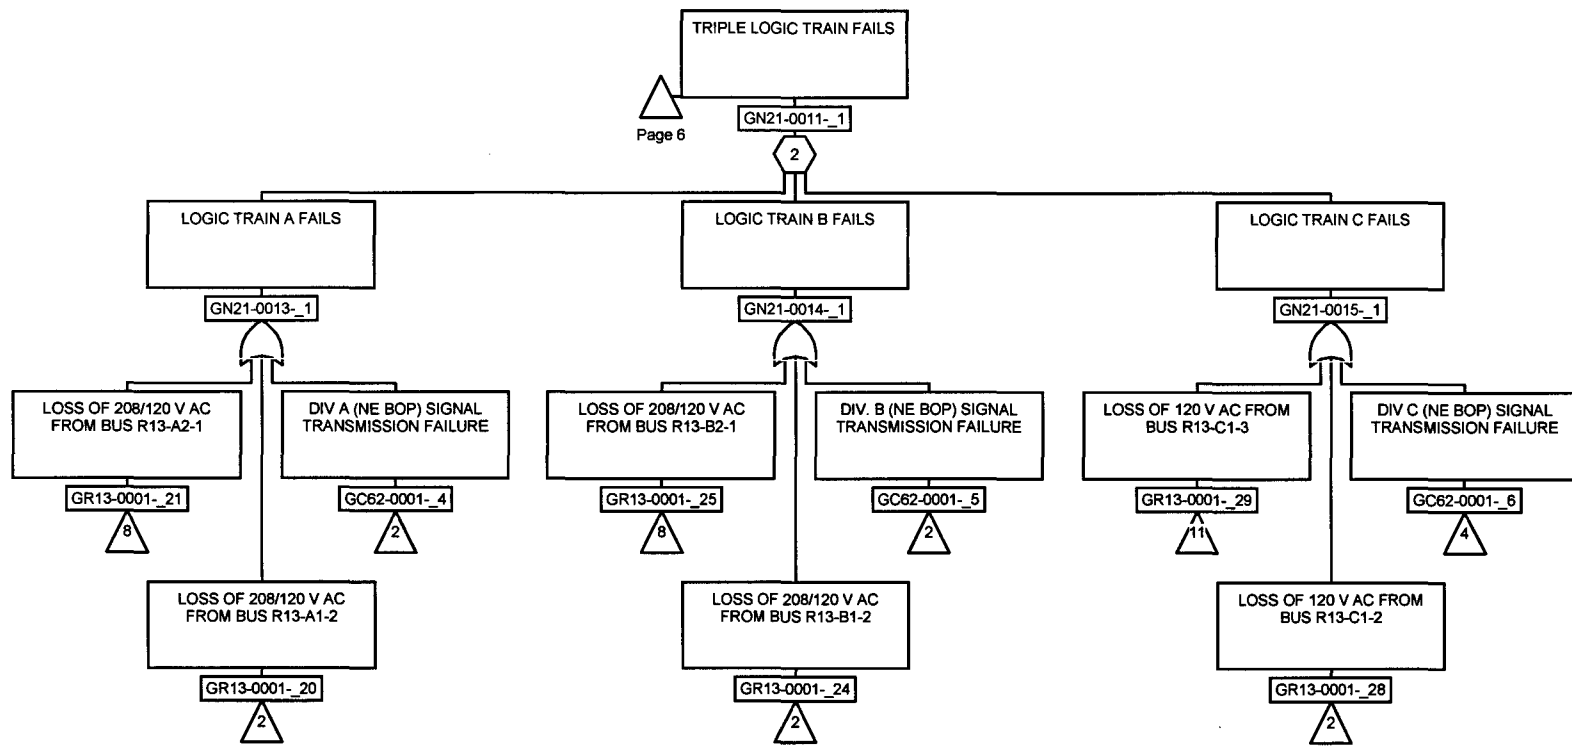 TRIPLE LOGIC TRAIN FAILS
Page 6
GN21-0011-_1
2
LOGIC TRAIN A FAILS
LOGIC TRAIN B FAILS
LOGIC TRAIN C FAILS
GN21-0013-_1
GN21-0014-_1
GN21-0015-_1
LOSS OF 208/120 V AC
FROM BUS R13-A2-1
DIV A (NE BOP) SIGNAL
TRANSMISSION FAILURE
LOSS OF 208/120 V AC
FROM BUS R13-B2-1
DIV. B (NE BOP) SIGNAL
TRANSMISSION FAILURE
LOSS OF 120 V AC FROM
BUS R13-C1-3
DIV C (NE BOP) SIGNAL
TRANSMISSION FAILURE
GR13-0001-_21
GC62-0001-_4
GR13-0001-_25
GC62-0001-_5
GR13-0001-_29
GC62-0001-_6
8
2
8
2
11
4
LOSS OF 208/120 V AC
FROM BUS R13-A1-2
LOSS OF 208/120 V AC
FROM BUS R13-B1-2
LOSS OF 120 V AC FROM
BUS R13-C1-2
GR13-0001-_20
GR13-0001-_24
GR13-0001-_28
2
2
2